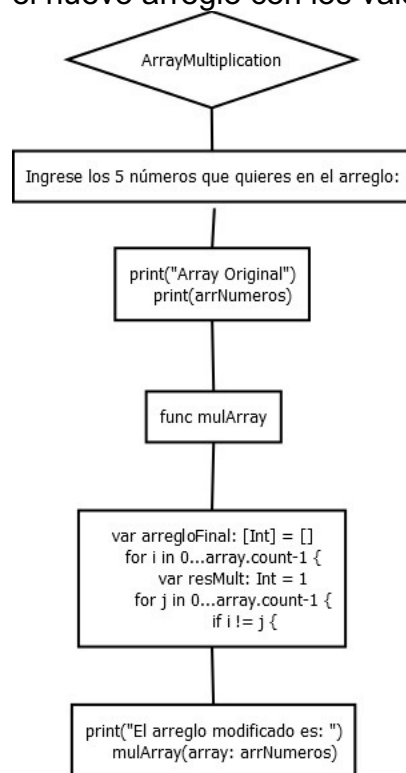 el nuevo arreglo con los valo
ArrayMultiplication
Ingrese los 5 números que quieres en el arreglo:
print("Array Original")
print(arrNumeros)
func mulArray
var arregloFinal: [Int] = []
for i in 0...array.count-1 {
var resMult: Int = 1
for j in 0...array.count-1 {
if i != j {
print("El arreglo modificado es: ")
mulArray(array: arrNumeros)